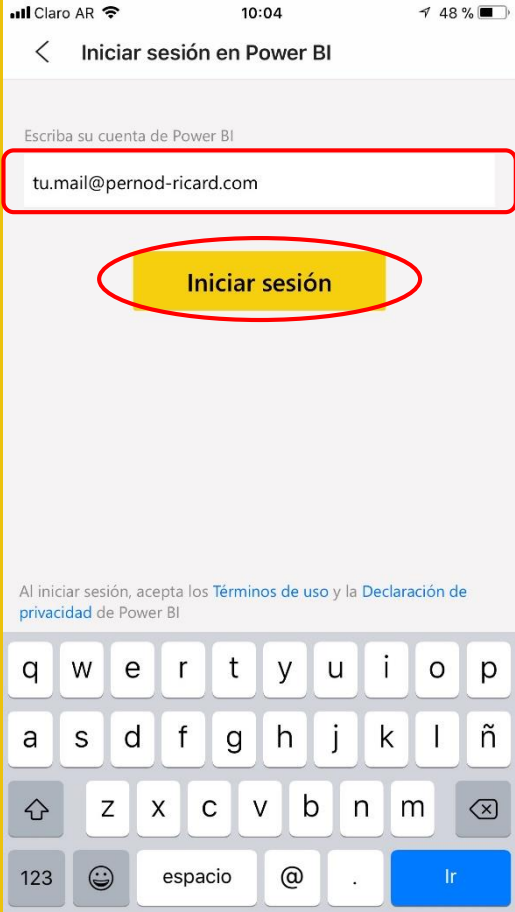 Claro AR 10:04 48 %
Iniciar sesión en Power BI
Escriba su cuenta de Power BI
tu.mail@pernod-ricard.com
Iniciar sesión
Al iniciar sesión, acepta los Términos de uso y la Declaración de
privacidad de Power BI
q w e r t y u i o p
a s d f g h j k l ñ
z x c v b n m
123 espacio @ . Ir